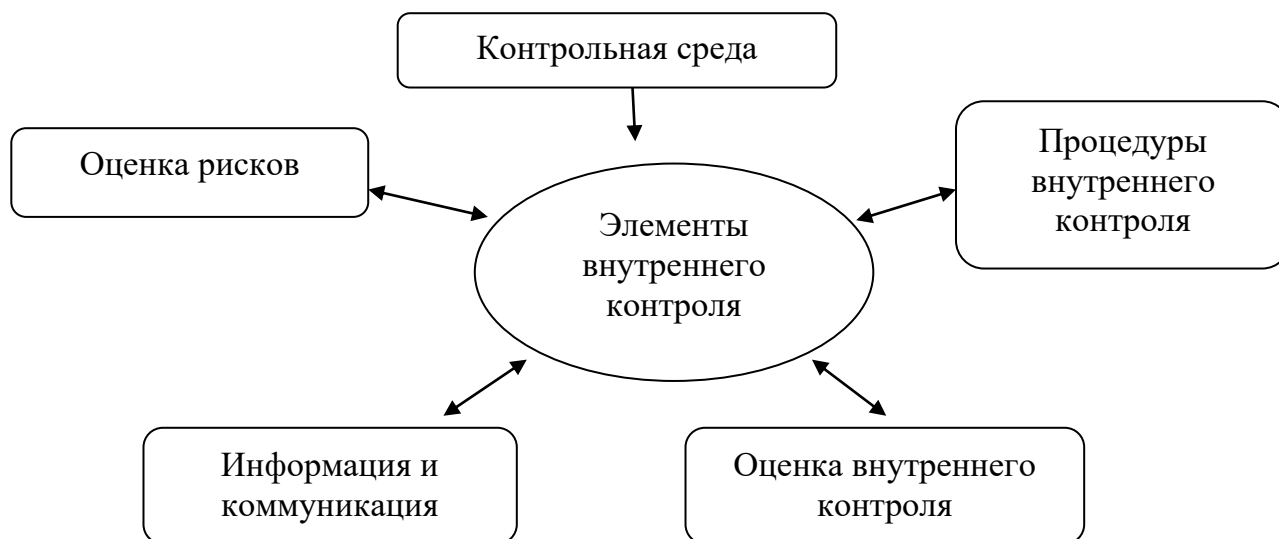 Контрольная среда
Оценка рисков
Процедуры
внутреннего
контроля
Элементы
внутреннего
контроля
Информация и
коммуникация
Оценка внутреннего
контроля